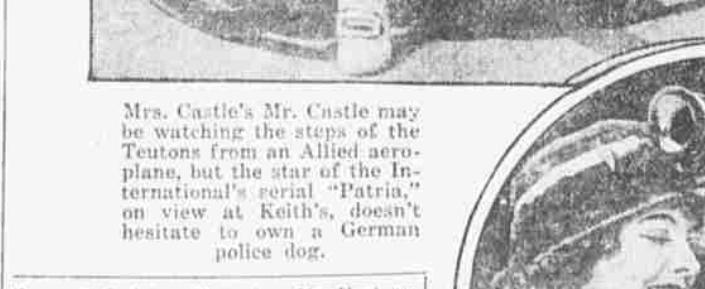 Mrs. Castle's Mr. Castle may
be watching the steps of the
Teutons from an Allied aero-
plane, but the star of the In-
ternational's serial "Patria,"
on view at Keith's, doesn't
hesitate to own a German
police dog.